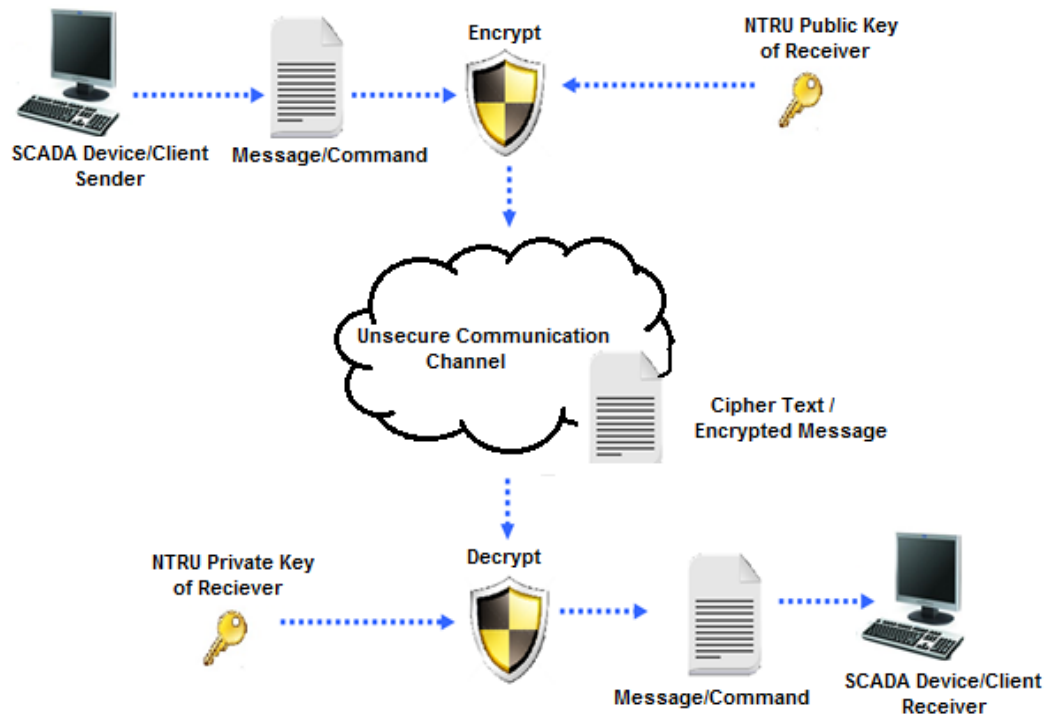 Encrypt
NTRU Public Key
of Receiver
SCADA Device/Client
Sender
Message/Command
Unsecure Communication
Channel
Cipher Text /
Encrypted Message
NTRU Private Key
of Reciever
Decrypt
Message/Command
SCADA Device/Client
Receiver